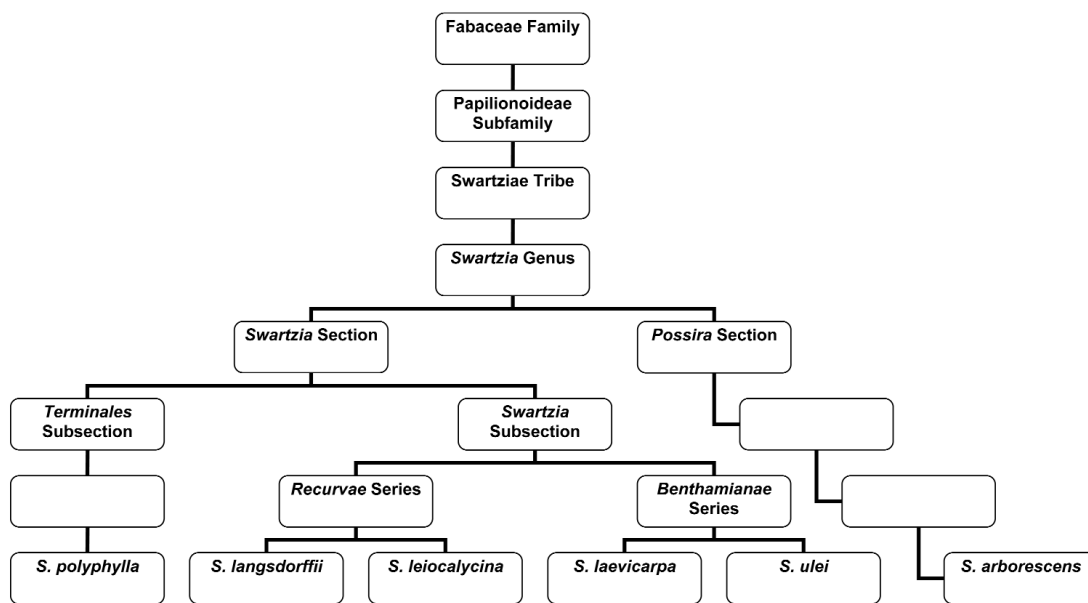 Fabaceae Family
Papilionoideae
Subfamily
Swartziae Tribe
Swartzia Genus
Swartzia Section
Possira Section
Terminales
Subsection
Swartzia
Subsection
Recurvae Series
Benthamianae
Series
S. polyphylla
S. langsdorffii
S. leiocalycina
S. laevicarpa
S. ulei
S. arborescens